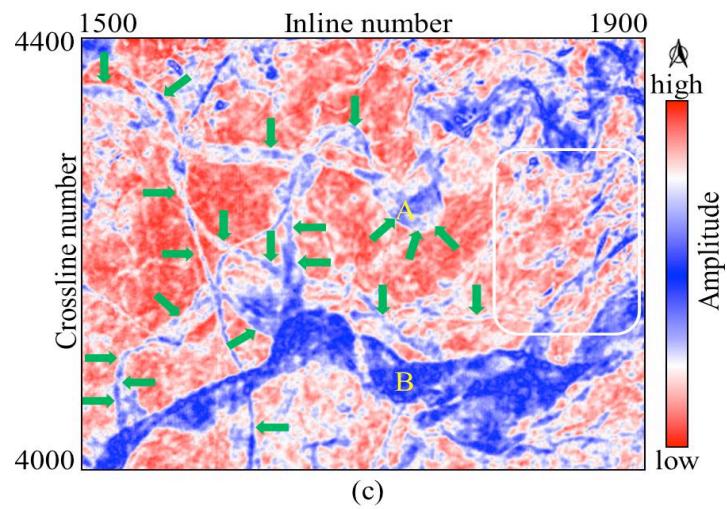 1500 Inline number 1900
4400
high
Crossline number
A
Amplitude
B
4000
low
(c)